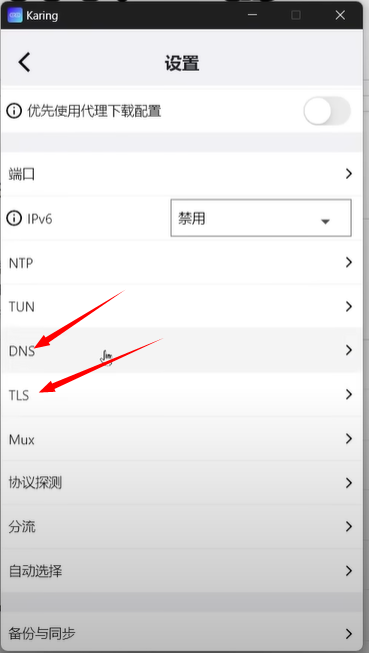 Karing
设置
优先使用代理下载配置
端口
IPv6 禁用
NTP
TUN
DNS
TLS
Mux
协议探测
分流
自动选择
备份与同步